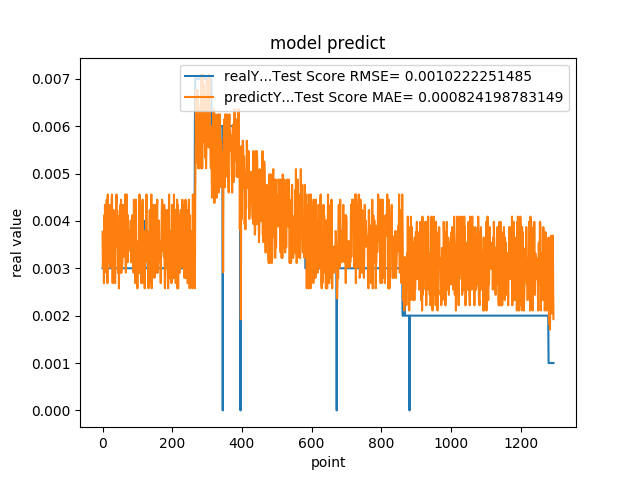 model predict
realY...Test Score RMSE= 0.0010222251485
predictY...Test Score MAE= 0.000824198783149
0.007
0.006
0.005
0.004
0.003
0.002
0.001
0.000
real value
0 200 400 600 800 1000 1200
point